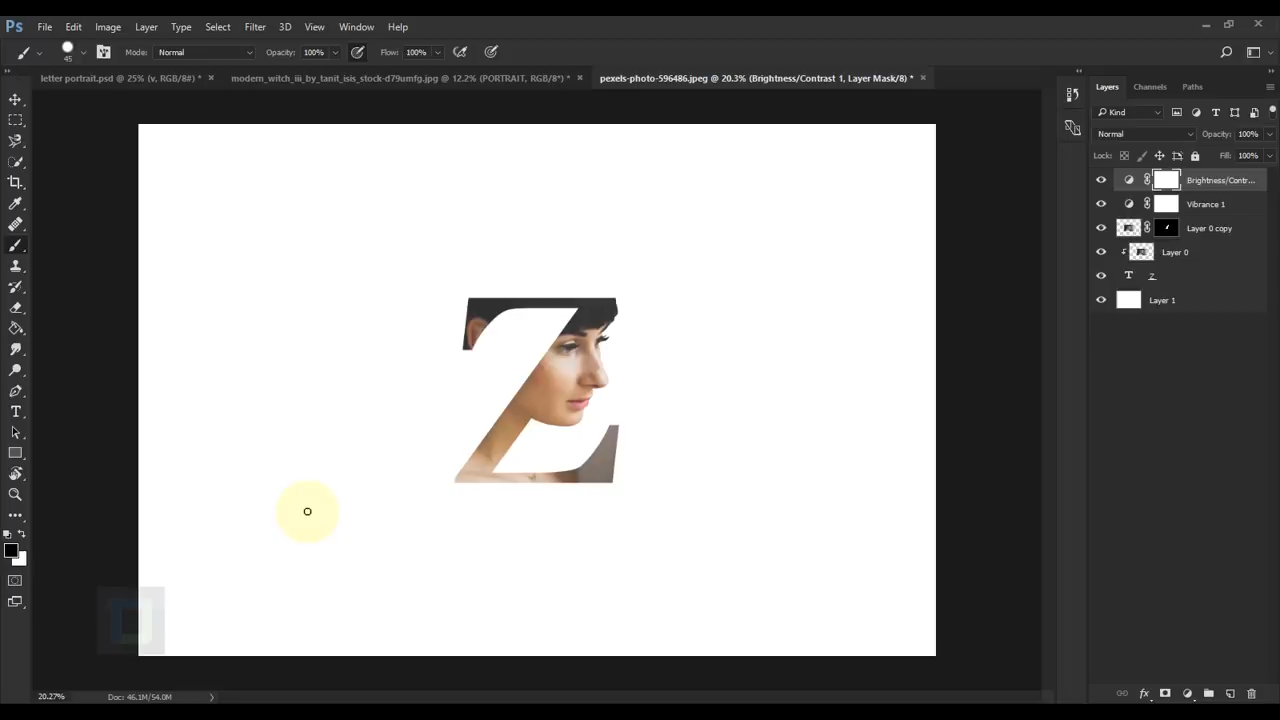 Ps File Edit Image Layer Type Select Filter 3D View Window Help
45 Mode: Normal Opacity: 100% Flow: 100%
letter portrait.psd @ 25% (v, RGB/8#) * × modern_witch_iii_by_tanit_isis_stock-d79umfg.jpg @ 12.2% (PORTRAIT, RGB/8*) * × pexels-photo-596486.jpeg @ 20.3% (Brightness/Contrast 1, Layer Mask/8) * ×
Layers Channels Paths
Kind
Normal Opacity: 100%
Lock: Fill: 100%
Brightness/Contr...
Vibrance 1
Layer 0 copy
Layer 0
T Z
Layer 1
Z
20.27% Doc: 46.1M/54.0M